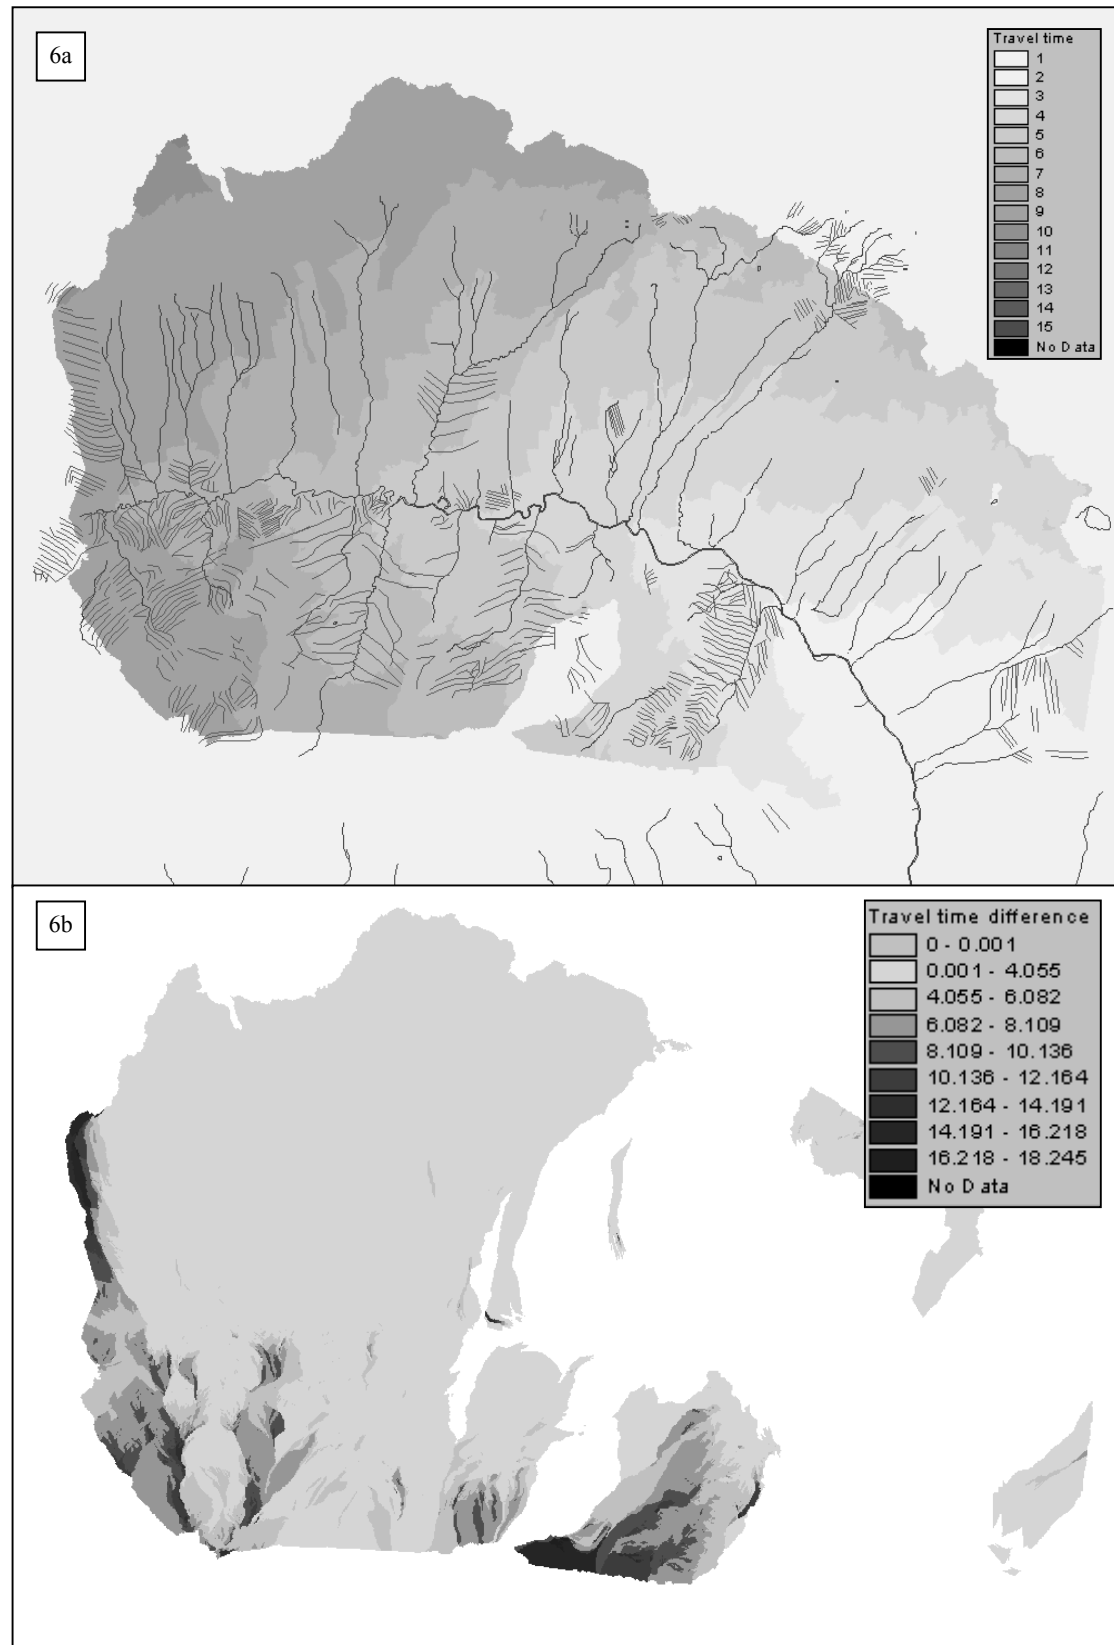 6a
Travel time
1
2
3
4
5
6
7
8
9
10
11
12
13
14
15
No Data
6b
Travel time difference
0 - 0.001
0.001 - 4.055
4.055 - 6.082
6.082 - 8.109
8.109 - 10.136
10.136 - 12.164
12.164 - 14.191
14.191 - 16.218
16.218 - 18.245
No Data